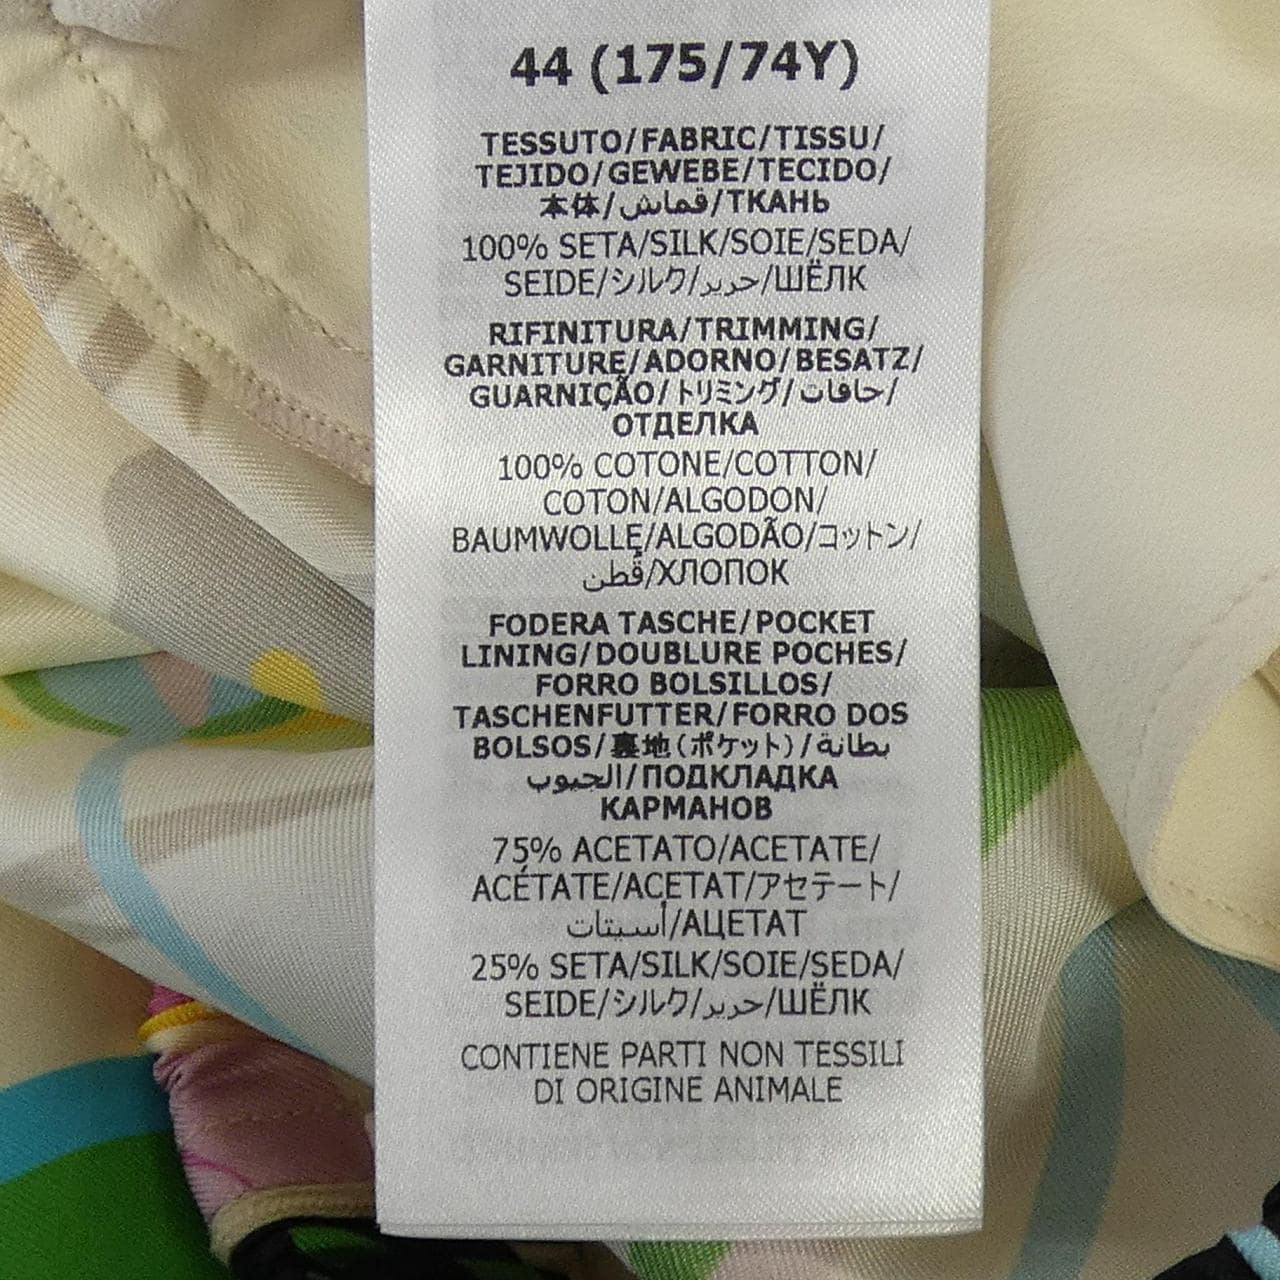 44 (175/74Y)
TESSUTO/FABRIC/TISSU/
TEJIDO/GEWEBE/TECIDO/
本体/قماش/ТКАНЬ
100% SETA/SILK/SOIE/SEDA/
SEIDE/シルク/حرير/ШЁЛК
RIFINITURA/TRIMMING/
GARNITURE/ADORNO/BESATZ/
GUARNIÇÃO/トリミング/حافات/
ОТДЕЛКА
100% COTONE/COTTON/
COTON/ALGODON/
BAUMWOLLE/ALGODÃO/コットン/
قطن/ХЛОПОК
FODERA TASCHE/POCKET
LINING/DOUBLURE POCHES/
FORRO BOLSILLOS/
TASCHENFUTTER/FORRO DOS
BOLSOS/裏地(ポケット)/بطانة
الجيوب/ПОДКЛАДКА
КАРМАНОВ
75% ACETATO/ACETATE/
ACÉTATE/ACETAT/アセテート/
أسيتات/АЦЕТАТ
25% SETA/SILK/SOIE/SEDA/
SEIDE/シルク/حرير/ШЁЛК
CONTIENE PARTI NON TESSILI
DI ORIGINE ANIMALE